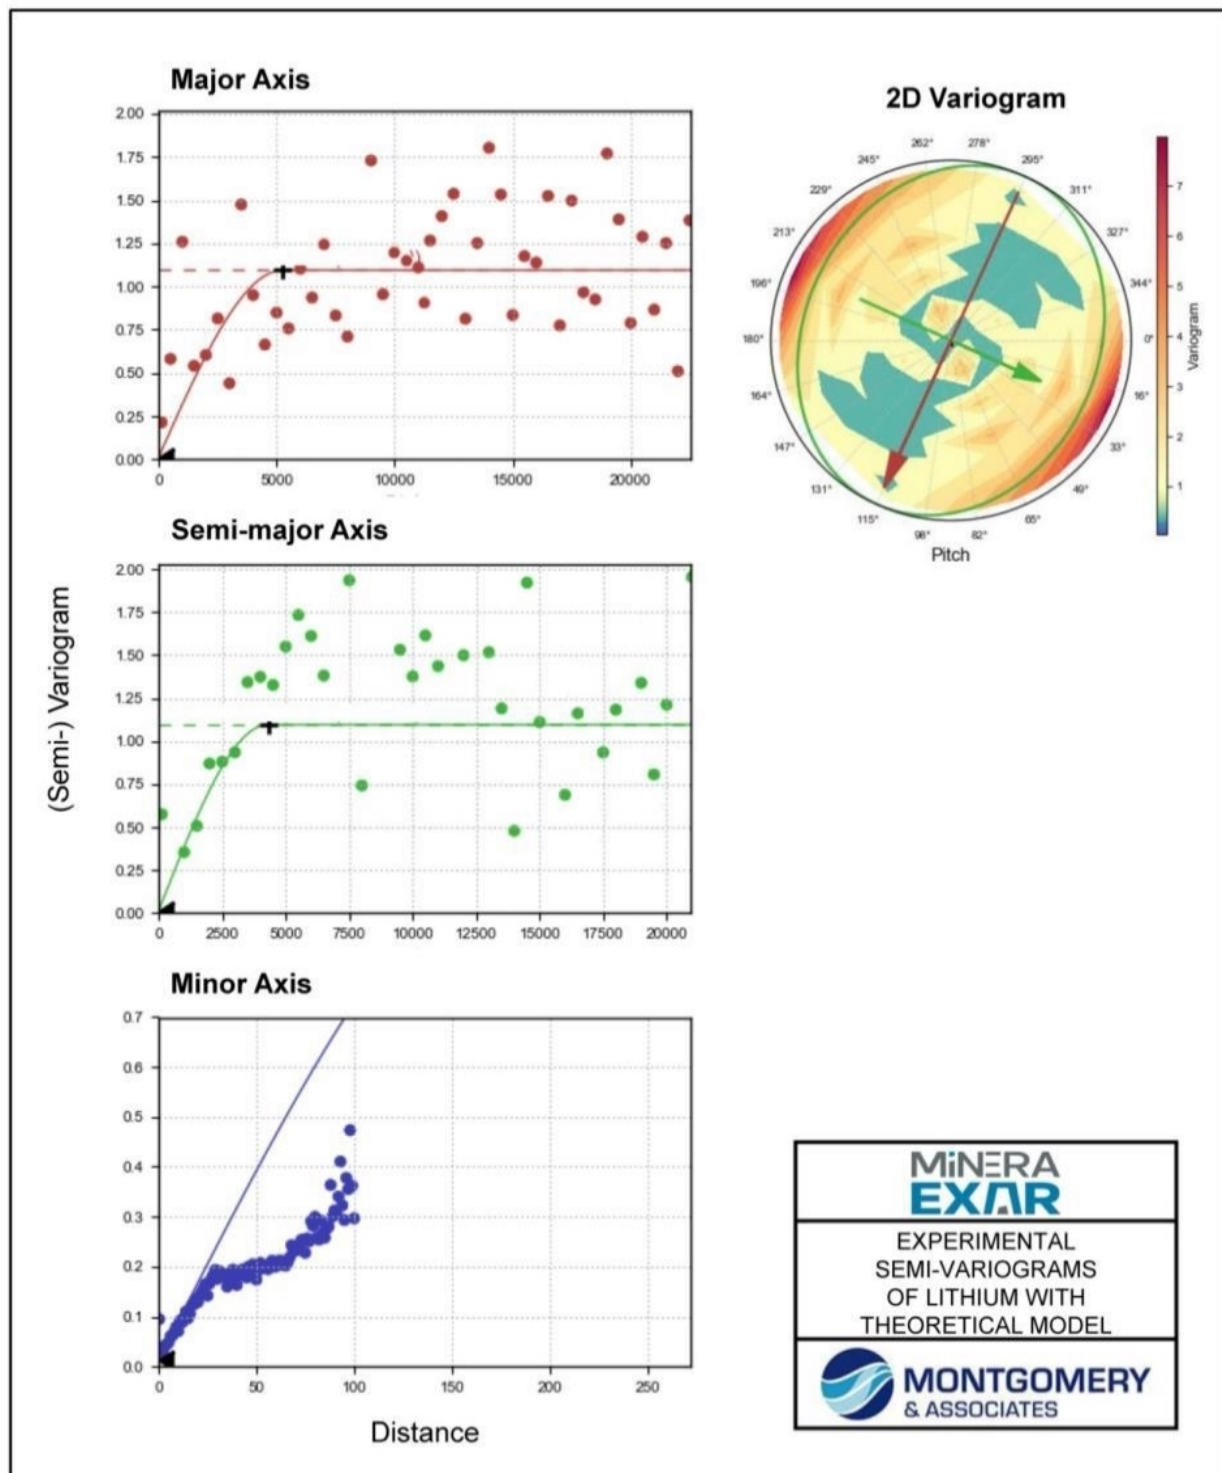 Major Axis
2.00
1.75
1.50
1.25
1.00
0.75
0.50
0.25
0.00
0 5000 10000 15000 20000
2D Variogram
262° 278°
245° 295°
229° 311°
213° 327°
196° 344°
180° 0°
164° 16°
147° 33°
131° 49°
115° 65°
98° 82°
Pitch
7
6
5
4
3
2
1
Variogram
Semi-major Axis
(Semi-) Variogram
2.00
1.75
1.50
1.25
1.00
0.75
0.50
0.25
0.00
0 2500 5000 7500 10000 12500 15000 17500 20000
Minor Axis
0.7
0.6
0.5
0.4
0.3
0.2
0.1
0.0
0 50 100 150 200 250
Distance
MINERA
EXAR
EXPERIMENTAL
SEMI-VARIOGRAMS
OF LITHIUM WITH
THEORETICAL MODEL
MONTGOMERY
& ASSOCIATES